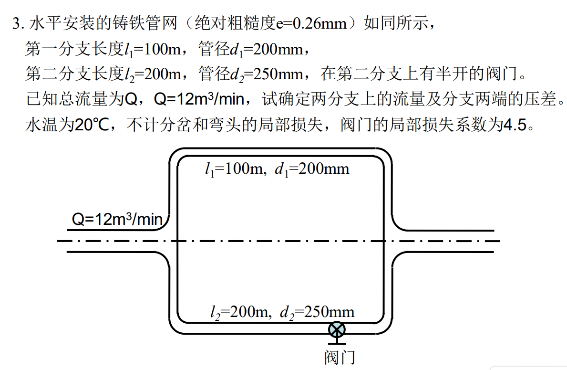 3. 水平安装的铸铁管网（绝对粗糙度e=0.26mm）如同所示，
第一分支长度l₁=100m，管径d₁=200mm，
第二分支长度l₂=200m，管径d₂=250mm，在第二分支上有半开的阀门。
已知总流量为Q，Q=12m³/min，试确定两分支上的流量及分支两端的压差。
水温为20℃，不计分岔和弯头的局部损失，阀门的局部损失系数为4.5。
l₁=100m, d₁=200mm
Q=12m³/min
l₂=200m, d₂=250mm
阀门